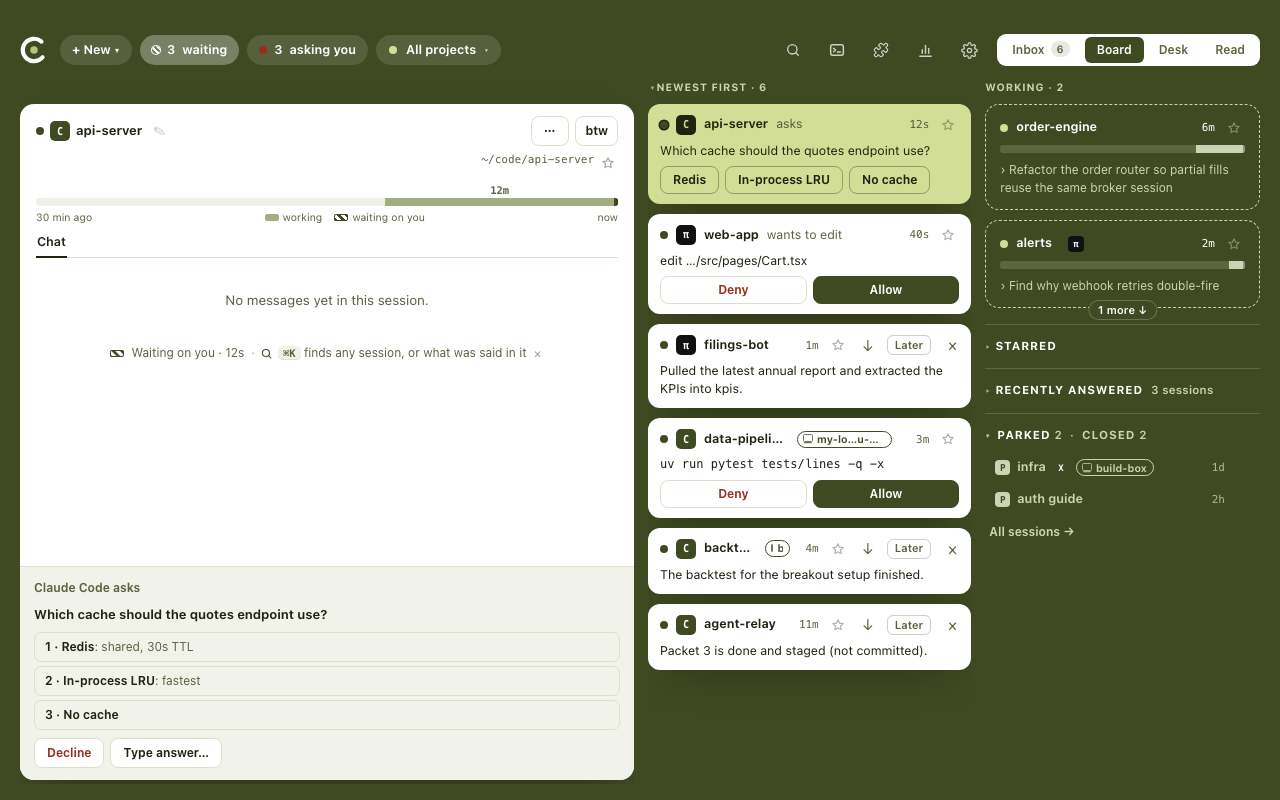 + New ▾
3 waiting
3 asking you
All projects
Inbox 6
Board
Desk
Read
C api-server
···
btw
~/code/api-server
12m
30 min ago
working
waiting on you
now
Chat
No messages yet in this session.
Waiting on you · 12s · ⌘K finds any session, or what was said in it ×
Claude Code asks
Which cache should the quotes endpoint use?
1 · Redis: shared, 30s TTL
2 · In-process LRU: fastest
3 · No cache
Decline
Type answer...
NEWEST FIRST · 6
C api-server asks 12s
Which cache should the quotes endpoint use?
Redis
In-process LRU
No cache
π web-app wants to edit 40s
edit …/src/pages/Cart.tsx
Deny
Allow
π filings-bot 1m ↓ Later ×
Pulled the latest annual report and extracted the
KPIs into kpis.
C data-pipeli... my-lo...u-... 3m
uv run pytest tests/lines -q -x
Deny
Allow
C backt... 4m ↓ Later ×
The backtest for the breakout setup finished.
C agent-relay 11m ↓ Later ×
Packet 3 is done and staged (not committed).
WORKING · 2
order-engine 6m
› Refactor the order router so partial fills
reuse the same broker session
alerts π 2m
› Find why webhook retries double-fire
1 more ↓
STARRED
RECENTLY ANSWERED 3 sessions
PARKED 2 · CLOSED 2
P infra x build-box 1d
P auth guide 2h
All sessions →